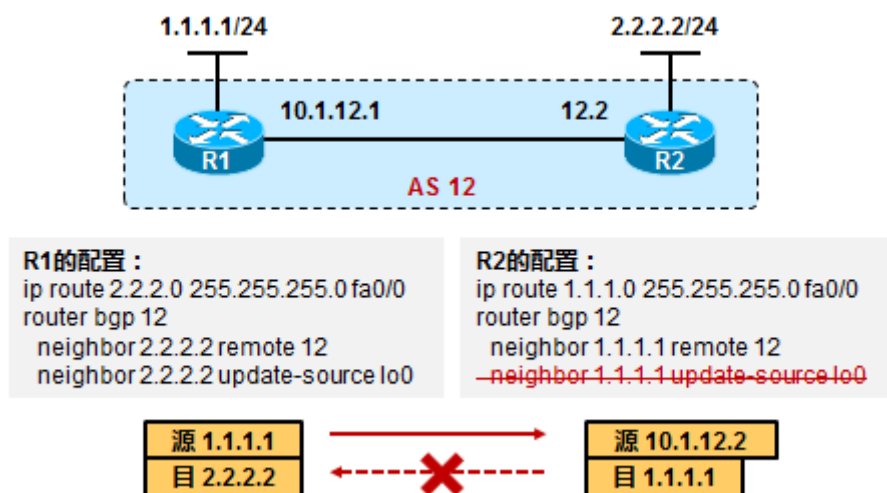 1.1.1.1/24
2.2.2.2/24
10.1.12.1
12.2
R1
R2
AS 12
R1的配置：
ip route 2.2.2.0 255.255.255.0 fa0/0
router bgp 12
neighbor 2.2.2.2 remote 12
neighbor 2.2.2.2 update-source lo0
R2的配置：
ip route 1.1.1.0 255.255.255.0 fa0/0
router bgp 12
neighbor 1.1.1.1 remote 12
neighbor 1.1.1.1 update-source lo0
源 1.1.1.1
目 2.2.2.2
源 10.1.12.2
目 1.1.1.1